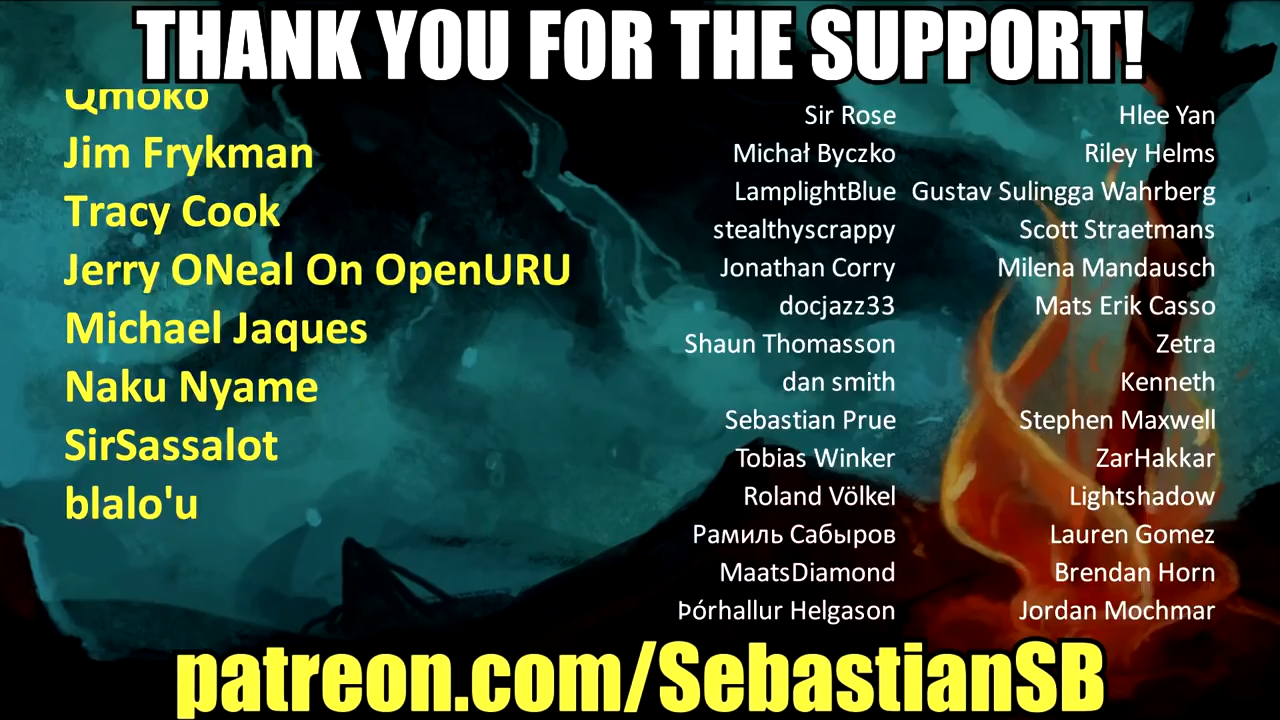 THANK YOU FOR THE SUPPORT!
Qmoko
Jim Frykman
Tracy Cook
Jerry ONeal On OpenURU
Michael Jaques
Naku Nyame
SirSassalot
blalo'u
Sir Rose
Michał Byczko
LamplightBlue
stealthyscrappy
Jonathan Corry
docjazz33
Shaun Thomasson
dan smith
Sebastian Prue
Tobias Winker
Roland Völkel
Рамиль Сабыров
MaatsDiamond
Þórhallur Helgason
Hlee Yan
Riley Helms
Gustav Sulingga Wahrberg
Scott Straetmans
Milena Mandausch
Mats Erik Casso
Zetra
Kenneth
Stephen Maxwell
ZarHakkar
Lightshadow
Lauren Gomez
Brendan Horn
Jordan Mochmar
patreon.com/SebastianSB